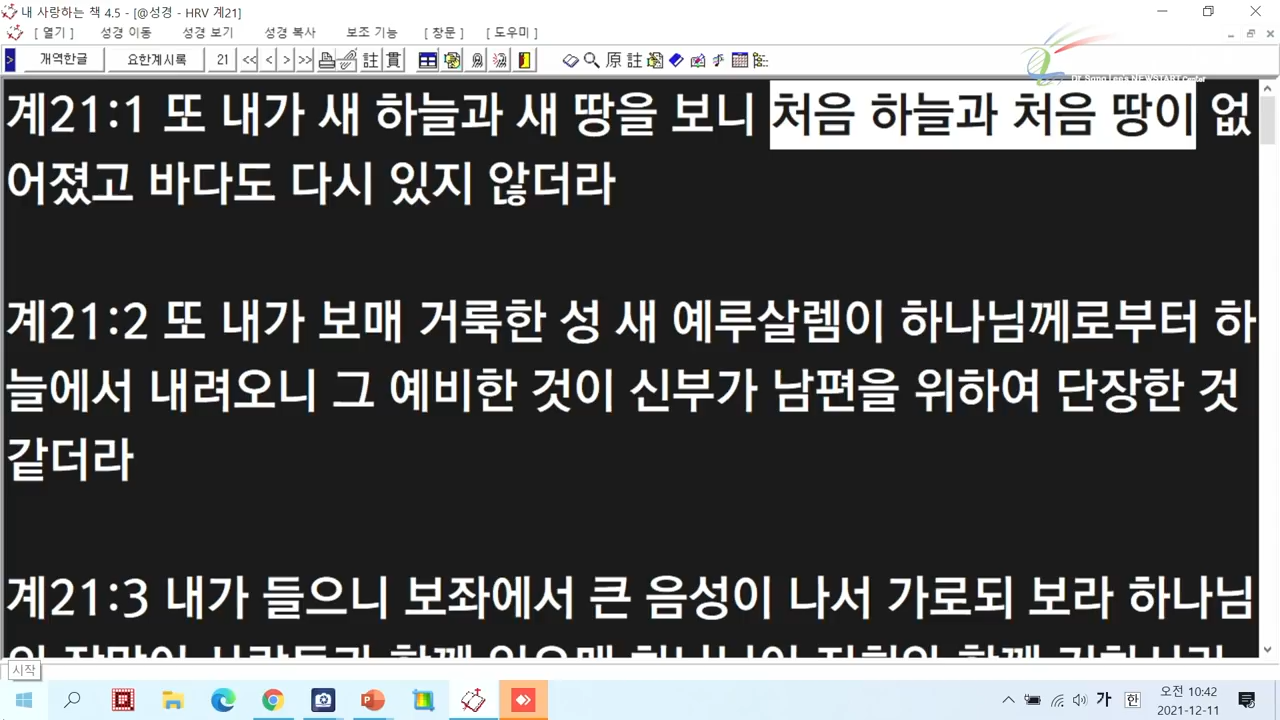 내 사랑하는 책 4.5 - [@성경 - HRV 계21]
[ 열기 ] 성경 이동 성경 보기 성경 복사 보조 기능 [ 창문 ] [ 도우미 ]
> 개역한글 요한계시록 21 << < > >> 註 貫 原 註
Dr. Sang Lee's NEWSTART Center
계21:1 또 내가 새 하늘과 새 땅을 보니 처음 하늘과 처음 땅이 없
어졌고 바다도 다시 있지 않더라
계21:2 또 내가 보매 거룩한 성 새 예루살렘이 하나님께로부터 하
늘에서 내려오니 그 예비한 것이 신부가 남편을 위하여 단장한 것
같더라
계21:3 내가 들으니 보좌에서 큰 음성이 나서 가로되 보라 하나님
시작
가 한 오전 10:42
2021-12-11